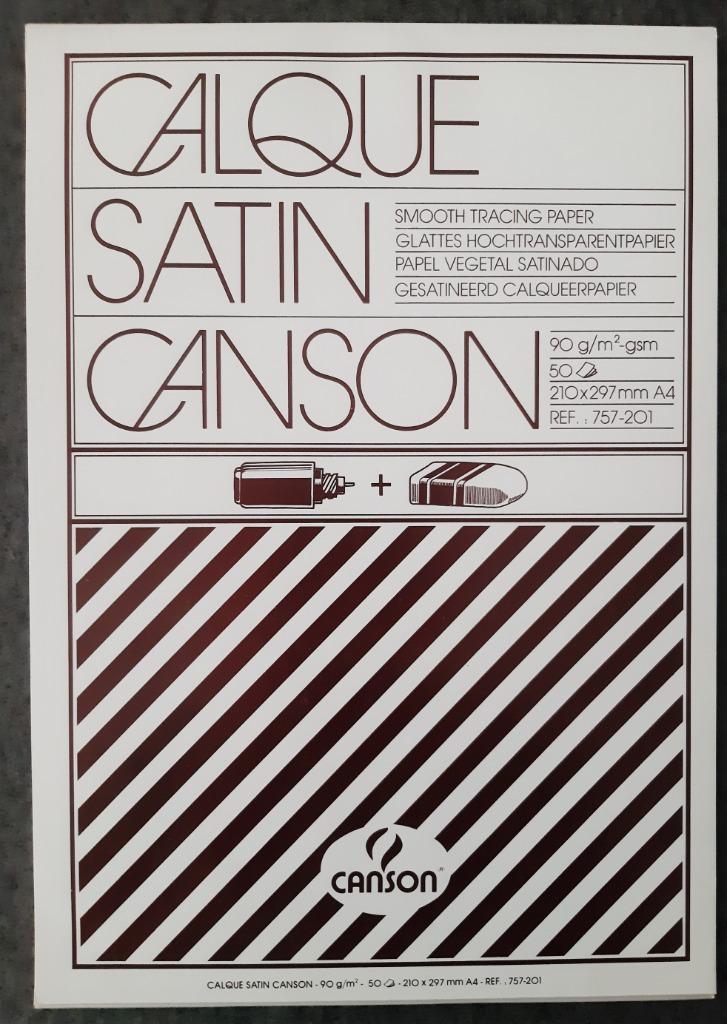 CALQUE
SATIN
SMOOTH TRACING PAPER
GLATTES HOCHTRANSPARENTPAPIER
PAPEL VEGETAL SATINADO
GESATINEERD CALQUEERPAPIER
CANSON
90 g/m²-gsm
50
210x297mm A4
REF. : 757-201
+
CANSON
CALQUE SATIN CANSON - 90 g/m² - 50 - 210 x 297 mm A4 - REF. : 757-201